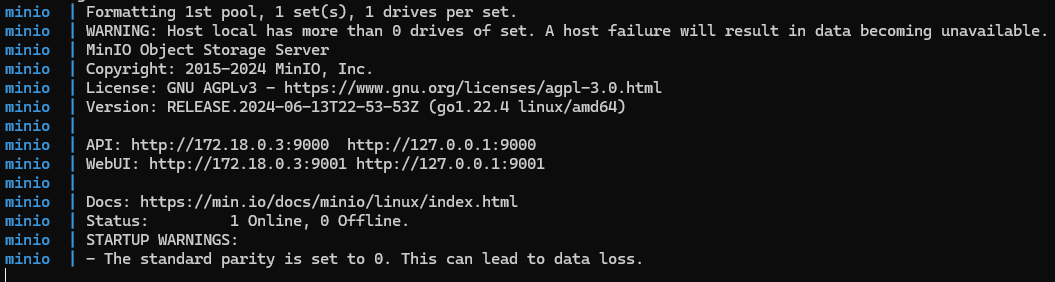 minio | Formatting 1st pool, 1 set(s), 1 drives per set.
minio | WARNING: Host local has more than 0 drives of set. A host failure will result in data becoming unavailable.
minio | MinIO Object Storage Server
minio | Copyright: 2015-2024 MinIO, Inc.
minio | License: GNU AGPLv3 - https://www.gnu.org/licenses/agpl-3.0.html
minio | Version: RELEASE.2024-06-13T22-53-53Z (go1.22.4 linux/amd64)
minio |
minio | API: http://172.18.0.3:9000  http://127.0.0.1:9000
minio | WebUI: http://172.18.0.3:9001 http://127.0.0.1:9001
minio |
minio | Docs: https://min.io/docs/minio/linux/index.html
minio | Status:         1 Online, 0 Offline.
minio | STARTUP WARNINGS:
minio | - The standard parity is set to 0. This can lead to data loss.